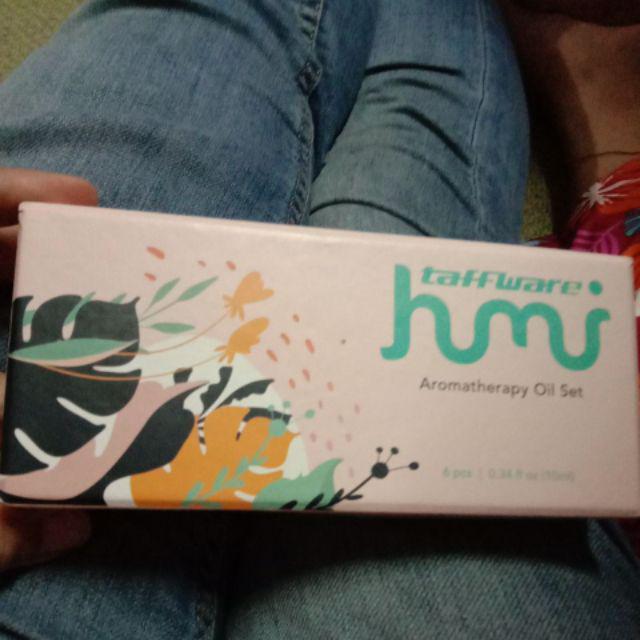 taffware
humi
Aromatherapy Oil Set
6 pcs | 0.34 fl oz (10ml)